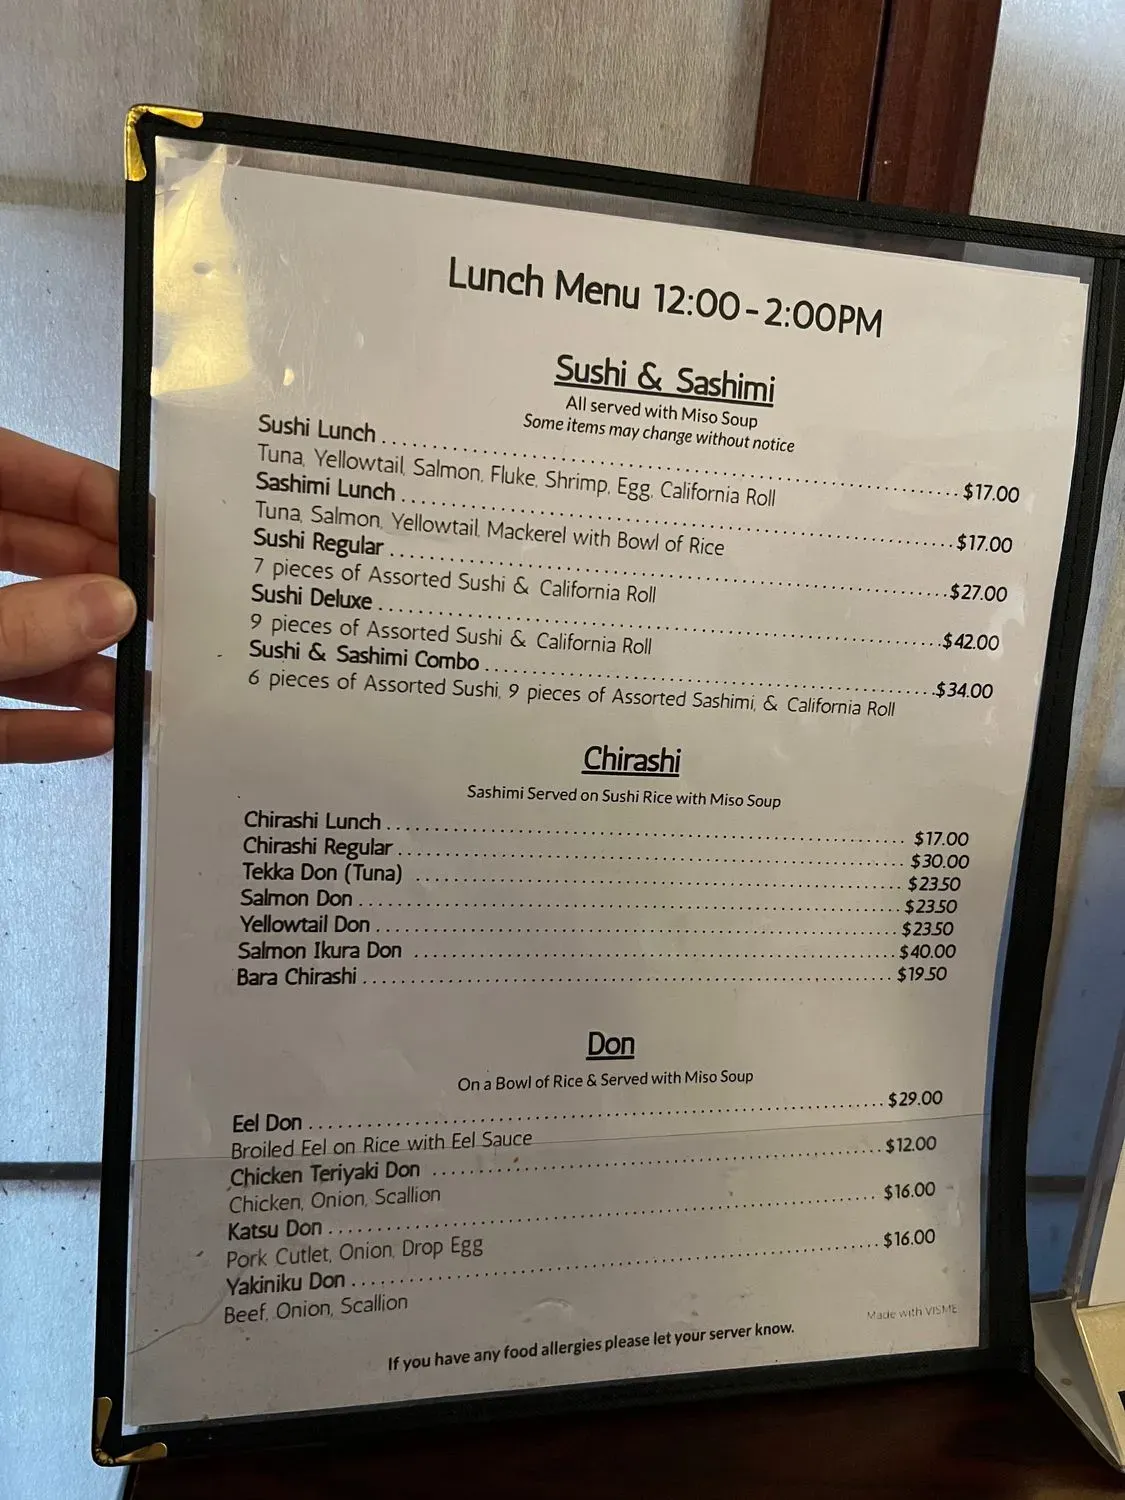 Lunch Menu 12:00-2:00PM
Sushi & Sashimi
All served with Miso Soup
Some items may change without notice
Sushi Lunch ........ $17.00
Tuna, Yellowtail, Salmon, Fluke, Shrimp, Egg, California Roll
Sashimi Lunch ........ $17.00
Tuna, Salmon, Yellowtail, Mackerel with Bowl of Rice
Sushi Regular ........ $27.00
7 pieces of Assorted Sushi & California Roll
Sushi Deluxe ........ $42.00
9 pieces of Assorted Sushi & California Roll
Sushi & Sashimi Combo ........ $34.00
6 pieces of Assorted Sushi, 9 pieces of Assorted Sashimi, & California Roll
Chirashi
Sashimi Served on Sushi Rice with Miso Soup
Chirashi Lunch ........ $17.00
Chirashi Regular ........ $30.00
Tekka Don (Tuna) ........ $23.50
Salmon Don ........ $23.50
Yellowtail Don ........ $23.50
Salmon Ikura Don ........ $40.00
Bara Chirashi ........ $19.50
Don
On a Bowl of Rice & Served with Miso Soup
Eel Don ........ $29.00
Broiled Eel on Rice with Eel Sauce
Chicken Teriyaki Don ........ $12.00
Chicken, Onion, Scallion
Katsu Don ........ $16.00
Pork Cutlet, Onion, Drop Egg
Yakiniku Don ........ $16.00
Beef, Onion, Scallion
Made with VISME
If you have any food allergies please let your server know.